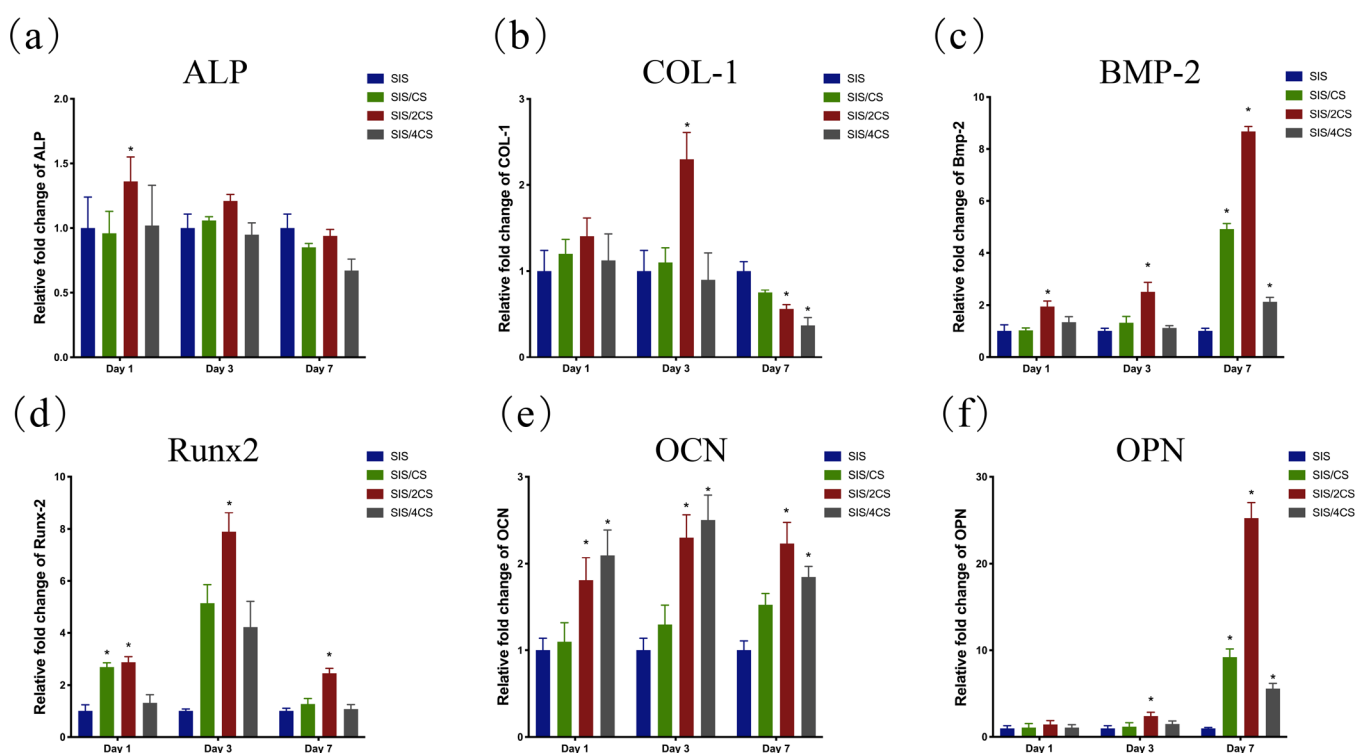 (a)
ALP
SIS
SIS/CS
SIS/2CS
SIS/4CS
Relative fold change of ALP
2.0
1.5
1.0
0.5
0.0
*
Day 1
Day 3
Day 7
(b)
COL-1
SIS
SIS/CS
SIS/2CS
SIS/4CS
Relative fold change of COL-1
3
2
1
0
*
*
*
Day 1
Day 3
Day 7
(c)
BMP-2
SIS
SIS/CS
SIS/2CS
SIS/4CS
Relative fold change of Bmp-2
10
8
6
4
2
0
*
*
*
*
*
Day 1
Day 3
Day 7
(d)
Runx2
SIS
SIS/CS
SIS/2CS
SIS/4CS
Relative fold change of Runx-2
10
8
6
4
2
0
*
*
*
*
Day 1
Day 3
Day 7
(e)
OCN
SIS
SIS/CS
SIS/2CS
SIS/4CS
Relative fold change of OCN
3
2
1
0
*
*
*
*
*
*
Day 1
Day 3
Day 7
(f)
OPN
SIS
SIS/CS
SIS/2CS
SIS/4CS
Relative fold change of OPN
30
20
10
0
*
*
*
*
Day 1
Day 3
Day 7